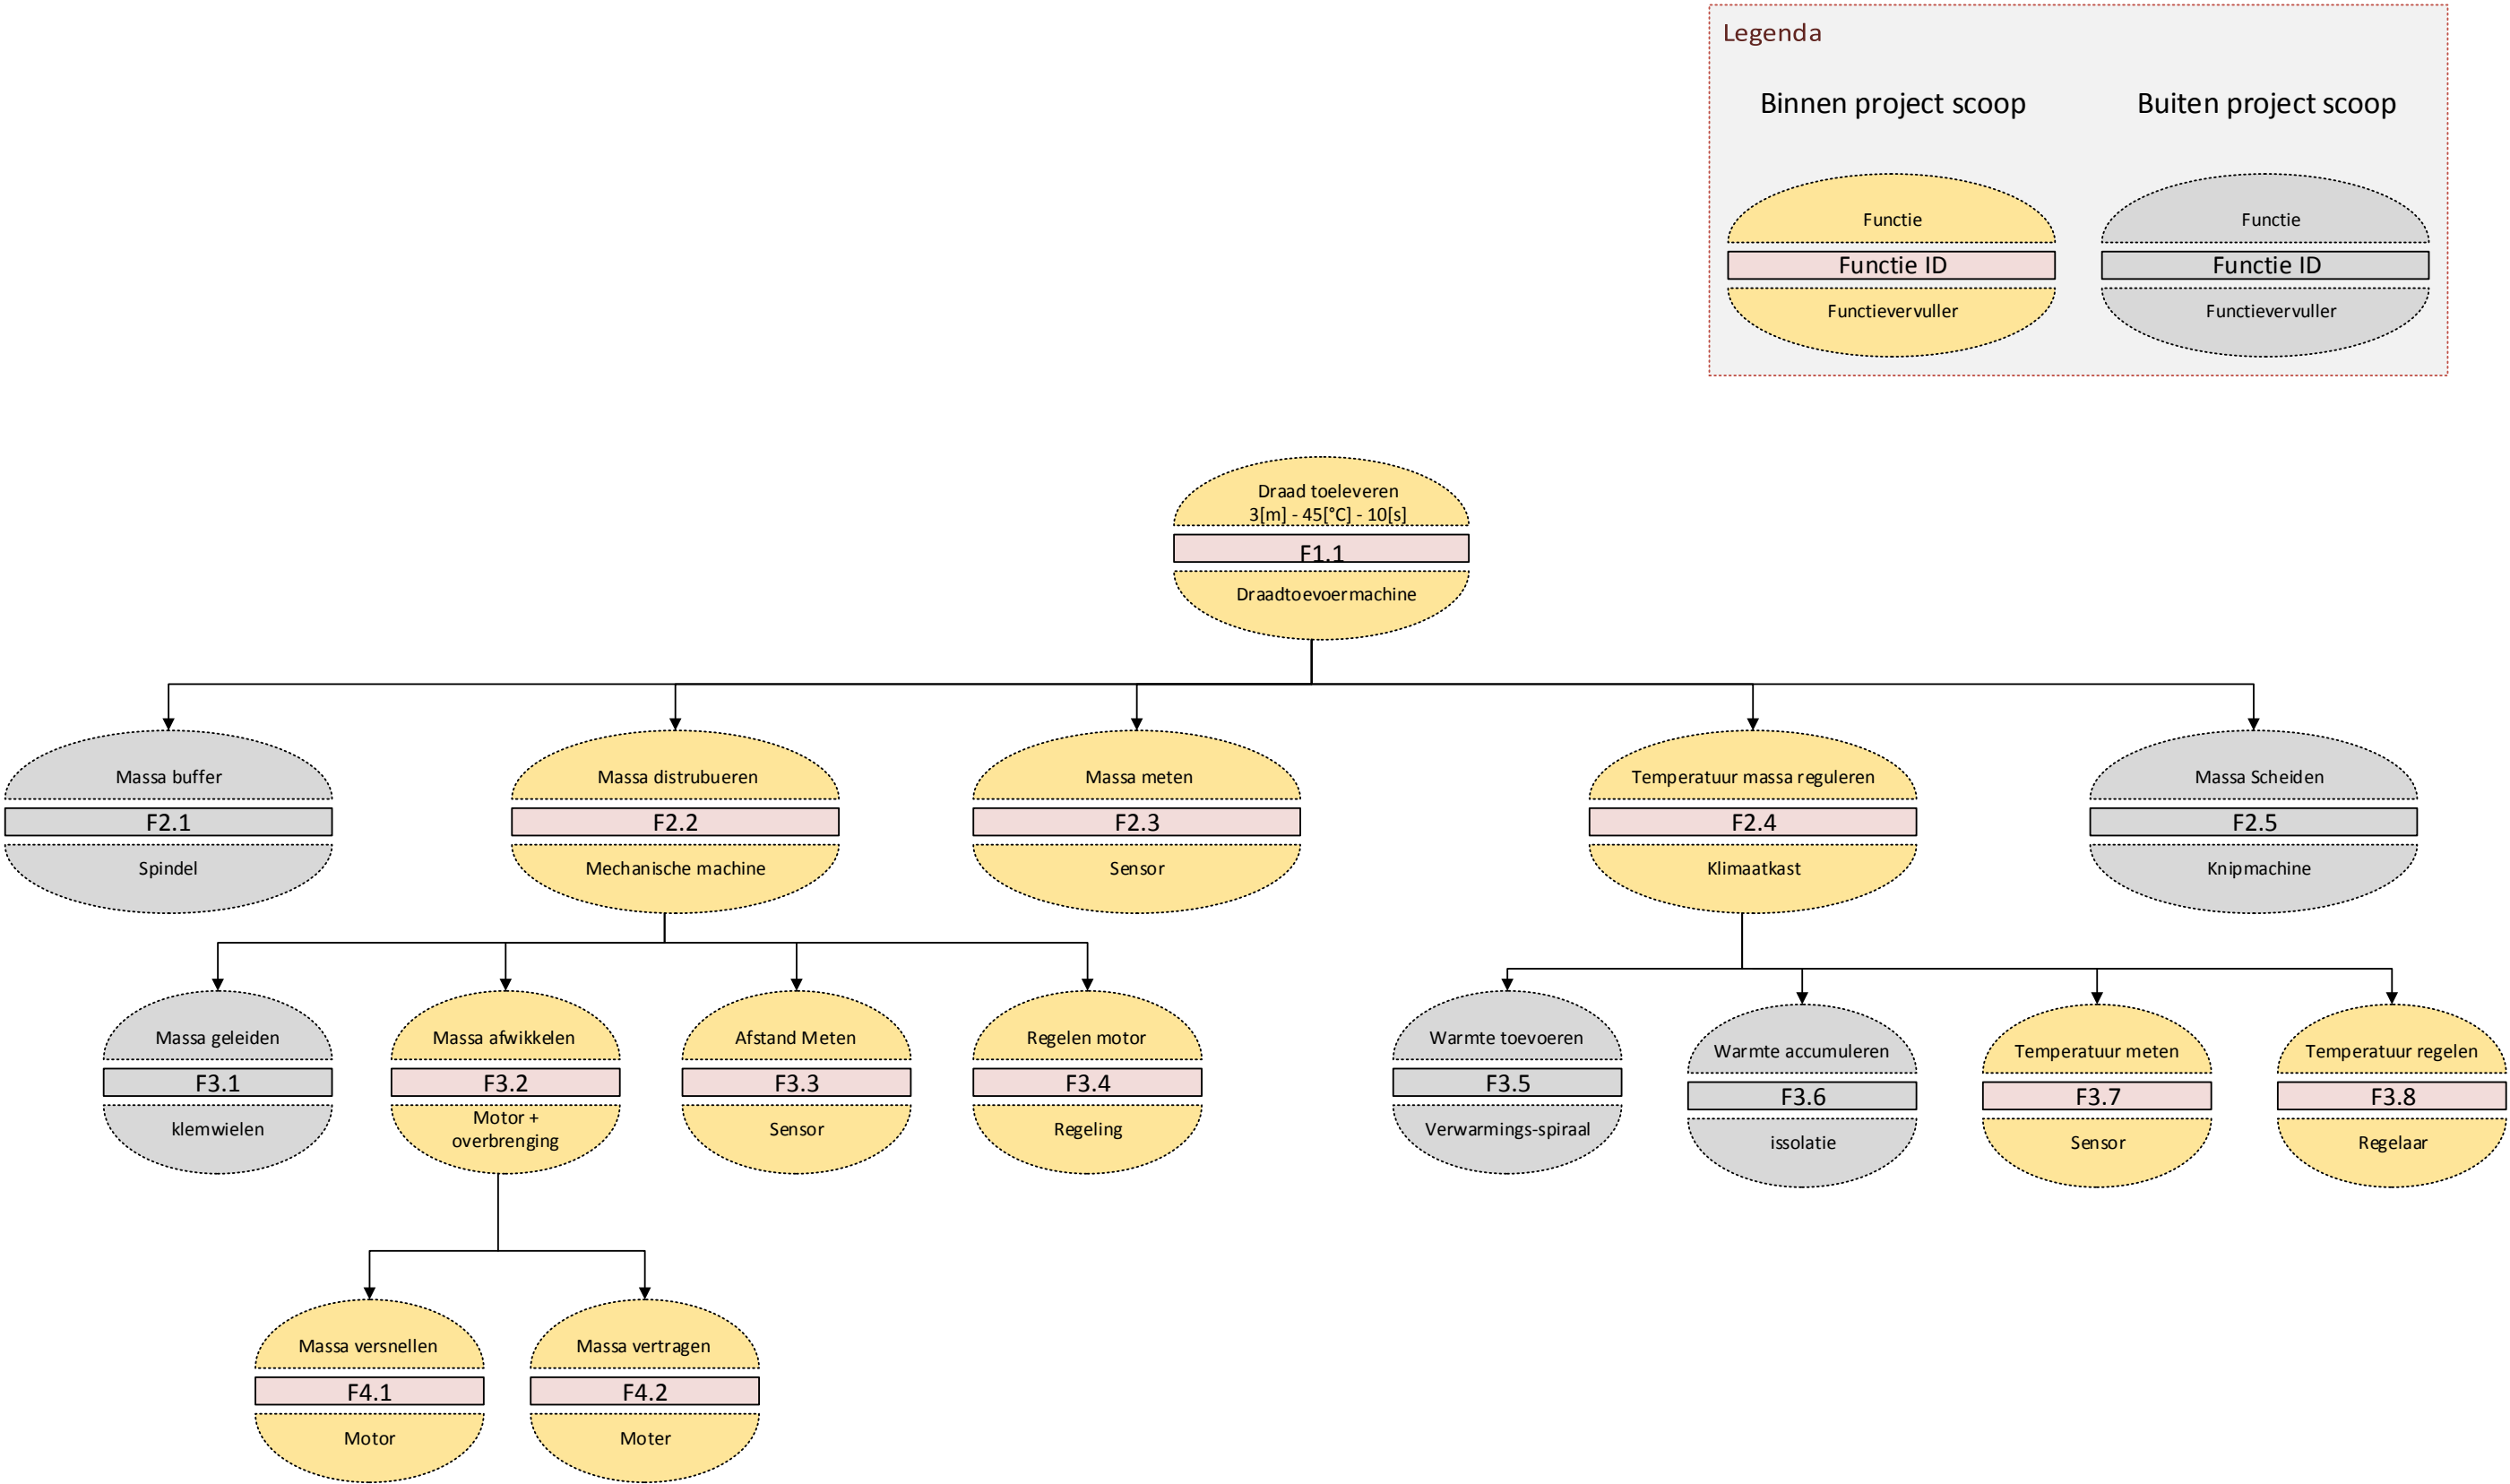 Legenda
Binnen project scoop
Buiten project scoop
Functie
Functie ID
Functievervuller
Functie
Functie ID
Functievervuller
Draad toeleveren
3[m] - 45[°C] - 10[s]
F1.1
Draadtoevoermachine
Massa buffer
F2.1
Spindel
Massa distrubueren
F2.2
Mechanische machine
Massa meten
F2.3
Sensor
Temperatuur massa reguleren
F2.4
Klimaatkast
Massa Scheiden
F2.5
Knipmachine
Massa geleiden
F3.1
klemwielen
Massa afwikkelen
F3.2
Motor +
overbrenging
Afstand Meten
F3.3
Sensor
Regelen motor
F3.4
Regeling
Warmte toevoeren
F3.5
Verwarmings-spiraal
Warmte accumuleren
F3.6
issolatie
Temperatuur meten
F3.7
Sensor
Temperatuur regelen
F3.8
Regelaar
Massa versnellen
F4.1
Motor
Massa vertragen
F4.2
Moter